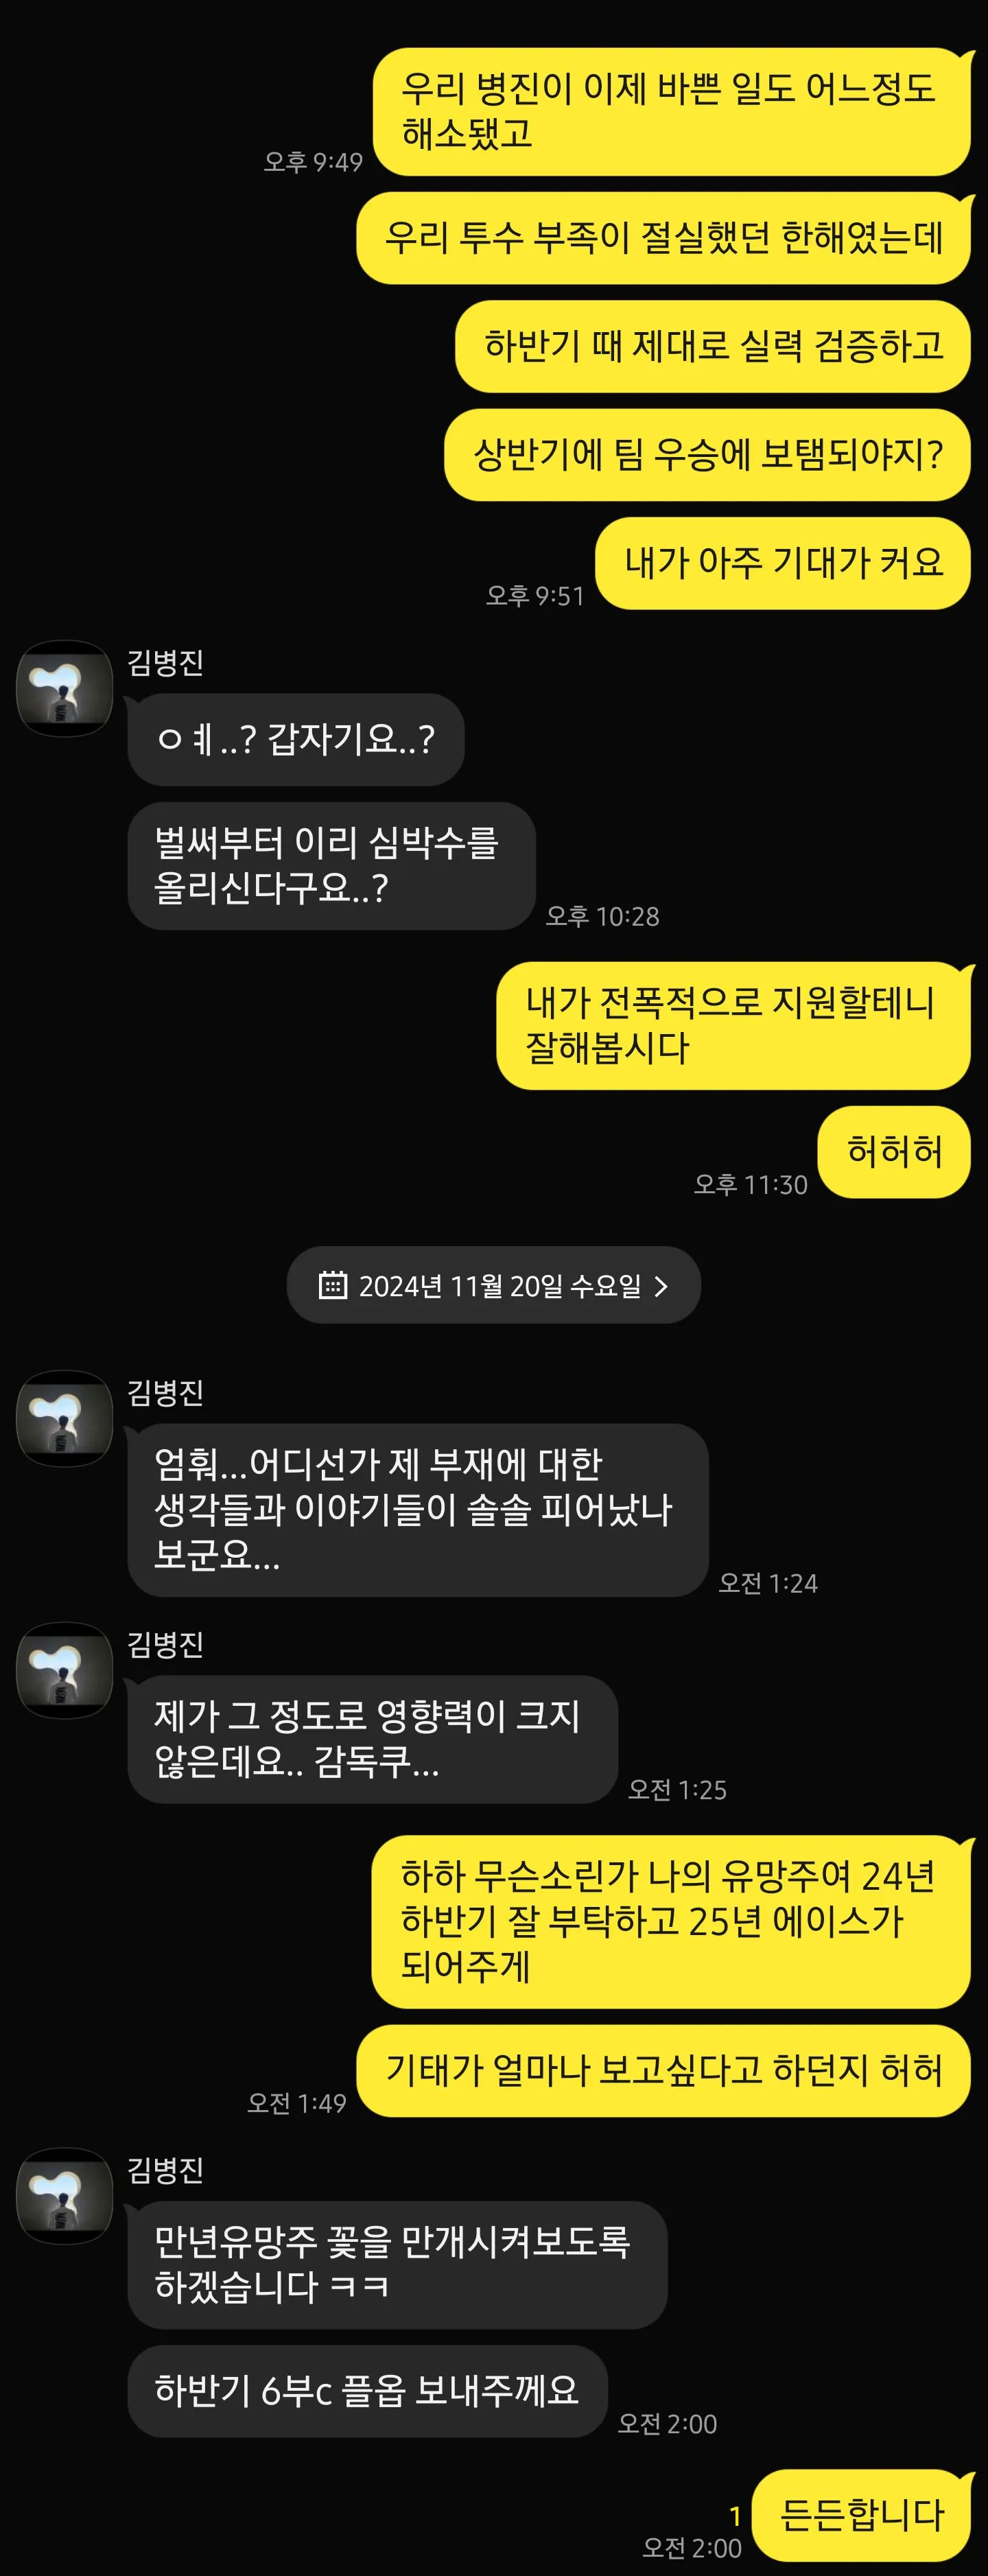 우리 병진이 이제 바쁜 일도 어느정도
해소됐고
오후 9:49
우리 투수 부족이 절실했던 한해였는데
하반기 때 제대로 실력 검증하고
상반기에 팀 우승에 보탬되야지?
내가 아주 기대가 커요
오후 9:51
김병진
ㅇㅖ..? 갑자기요..?
벌써부터 이리 심박수를
올리신다구요..?
오후 10:28
내가 전폭적으로 지원할테니
잘해봅시다
허허허
오후 11:30
2024년 11월 20일 수요일 >
김병진
엄훠...어디선가 제 부재에 대한
생각들과 이야기들이 솔솔 피어났나
보군요...
오전 1:24
김병진
제가 그 정도로 영향력이 크지
않은데요.. 감독쿠...
오전 1:25
하하 무슨소린가 나의 유망주여 24년
하반기 잘 부탁하고 25년 에이스가
되어주게
기태가 얼마나 보고싶다고 하던지 허허
오전 1:49
김병진
만년유망주 꽃을 만개시켜보도록
하겠습니다 ㅋㅋ
하반기 6부c 플옵 보내주께요
오전 2:00
든든합니다
1
오전 2:00